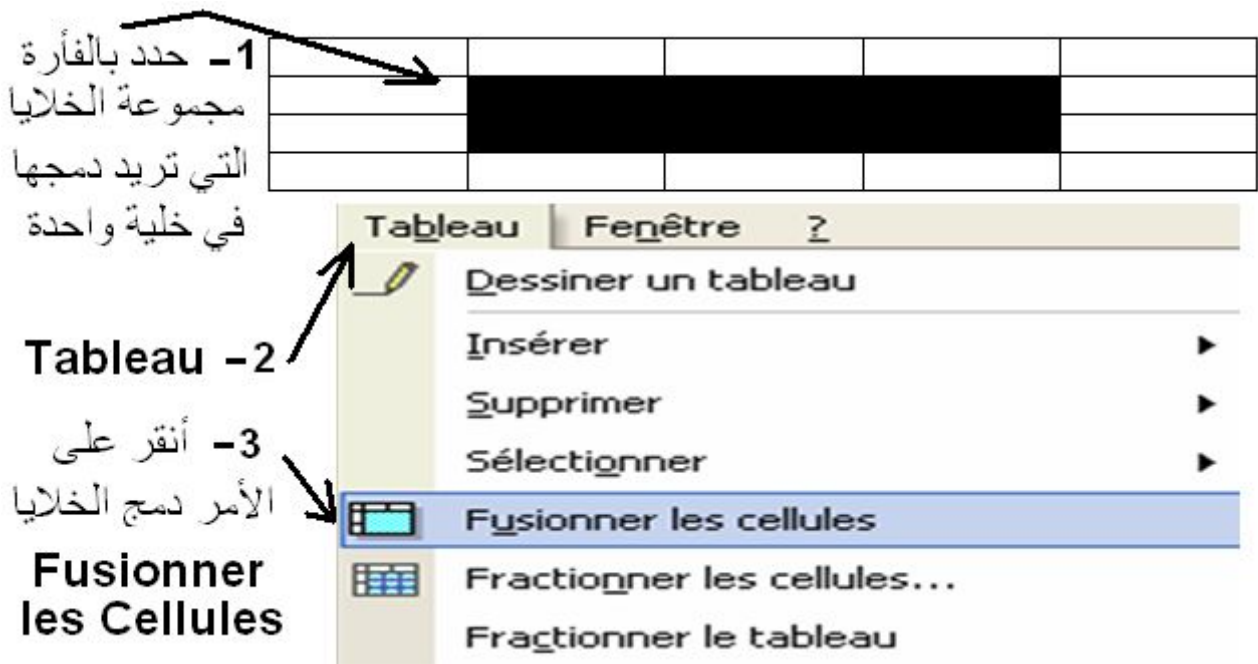 1- حدد بالفأرة
مجموعة الخلايا
التي تريد دمجها
في خلية واحدة
Tableau Fenêtre ?
Dessiner un tableau
2- Tableau
Insérer
Supprimer
Sélectionner
3- أنقر على
الأمر دمج الخلايا
Fusionner
les Cellules
Fusionner les cellules
Fractionner les cellules...
Fractionner le tableau